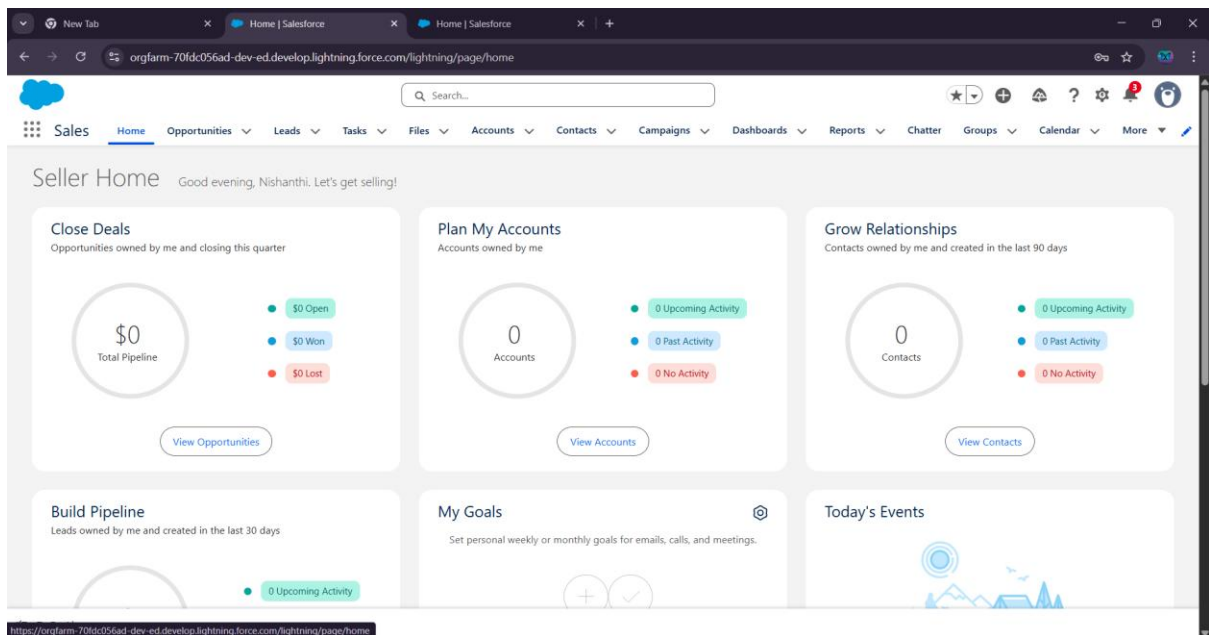 New Tab
Home | Salesforce
Home | Salesforce
orgfarm-70fdc056ad-dev-ed.develop.lightning.force.com/lightning/page/home
Search...
3
Sales Home Opportunities Leads Tasks Files Accounts Contacts Campaigns Dashboards Reports Chatter Groups Calendar More
Seller Home Good evening, Nishanthi. Let's get selling!
Close Deals
Opportunities owned by me and closing this quarter
$0
Total Pipeline
$0 Open
$0 Won
$0 Lost
View Opportunities
Plan My Accounts
Accounts owned by me
0
Accounts
0 Upcoming Activity
0 Past Activity
0 No Activity
View Accounts
Grow Relationships
Contacts owned by me and created in the last 90 days
0
Contacts
0 Upcoming Activity
0 Past Activity
0 No Activity
View Contacts
Build Pipeline
Leads owned by me and created in the last 30 days
0 Upcoming Activity
My Goals
Set personal weekly or monthly goals for emails, calls, and meetings.
Today's Events
https://orgfarm-70fdc056ad-dev-ed.develop.lightning.force.com/lightning/page/home